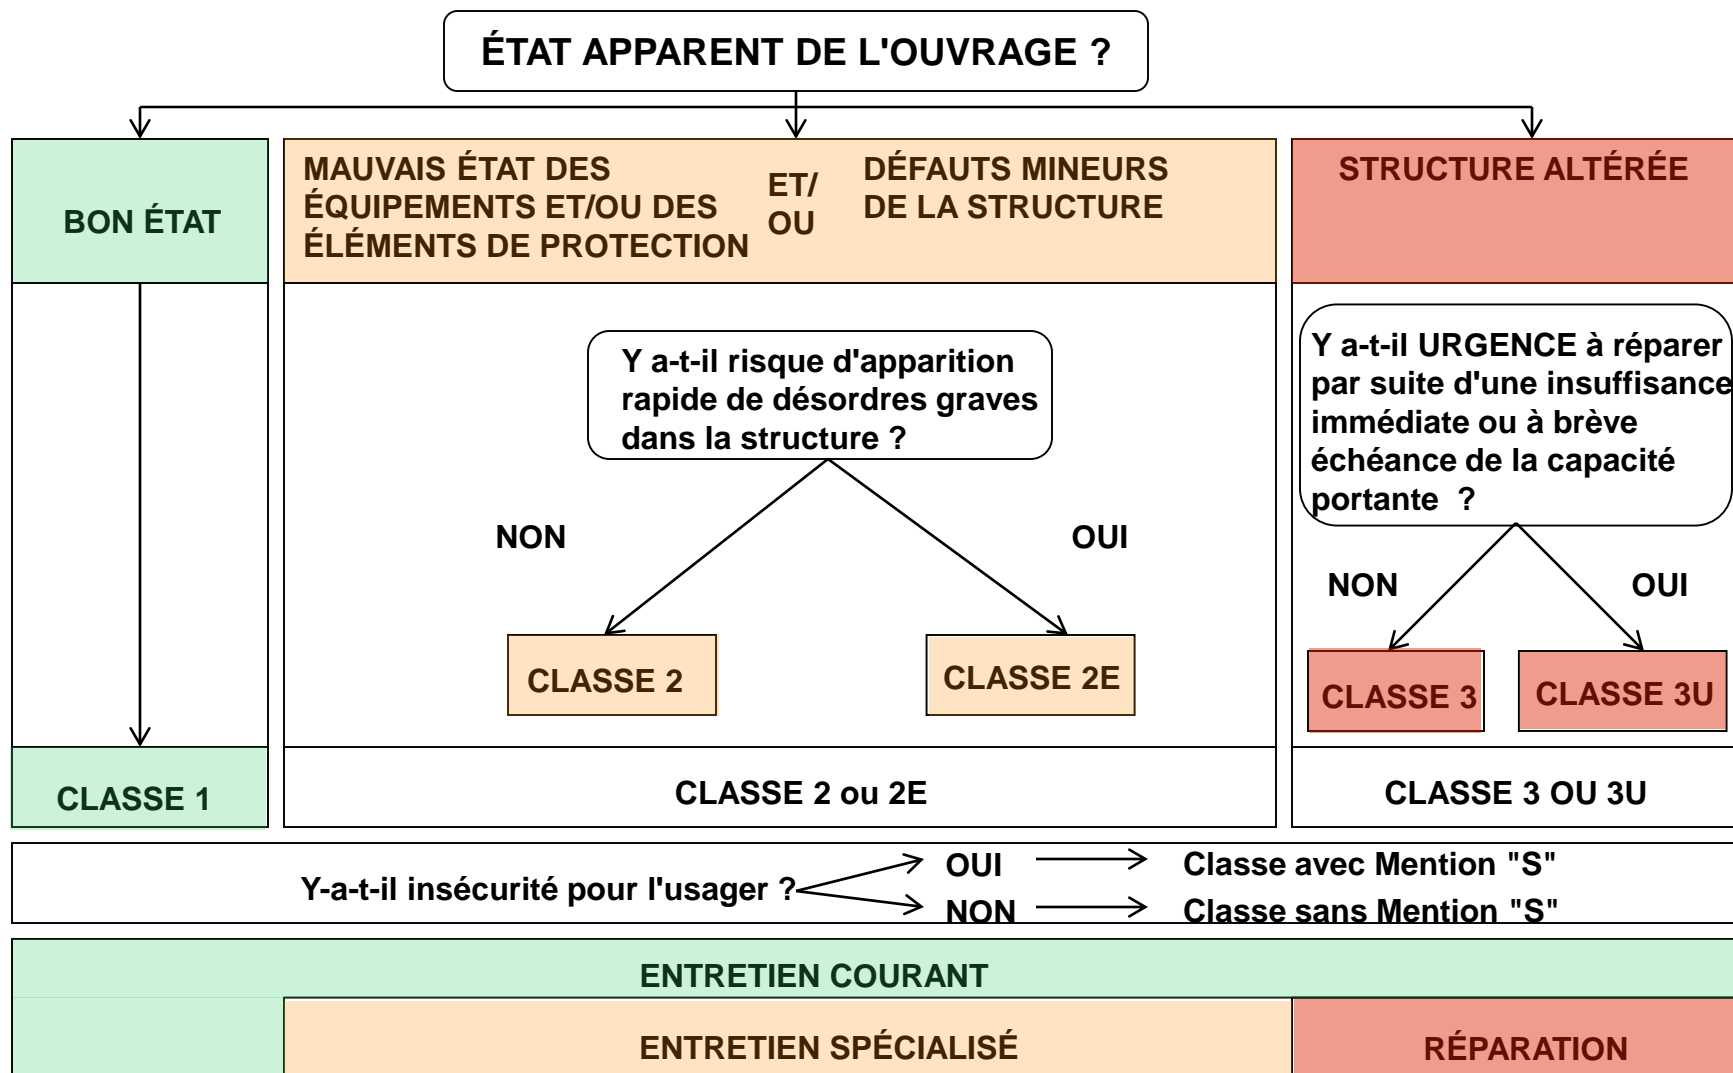 ÉTAT APPARENT DE L'OUVRAGE ?
BON ÉTAT
MAUVAIS ÉTAT DES
ÉQUIPEMENTS ET/OU DES
ÉLÉMENTS DE PROTECTION
ET/
OU
DÉFAUTS MINEURS
DE LA STRUCTURE
STRUCTURE ALTÉRÉE
Y a-t-il risque d'apparition
rapide de désordres graves
dans la structure ?
Y a-t-il URGENCE à réparer
par suite d'une insuffisance
immédiate ou à brève
échéance de la capacité
portante ?
NON
OUI
NON
OUI
CLASSE 2
CLASSE 2E
CLASSE 3
CLASSE 3U
CLASSE 1
CLASSE 2 ou 2E
CLASSE 3 OU 3U
Y-a-t-il insécurité pour l'usager ?
OUI
Classe avec Mention "S"
NON
Classe sans Mention "S"
ENTRETIEN COURANT
ENTRETIEN SPÉCIALISÉ
RÉPARATION